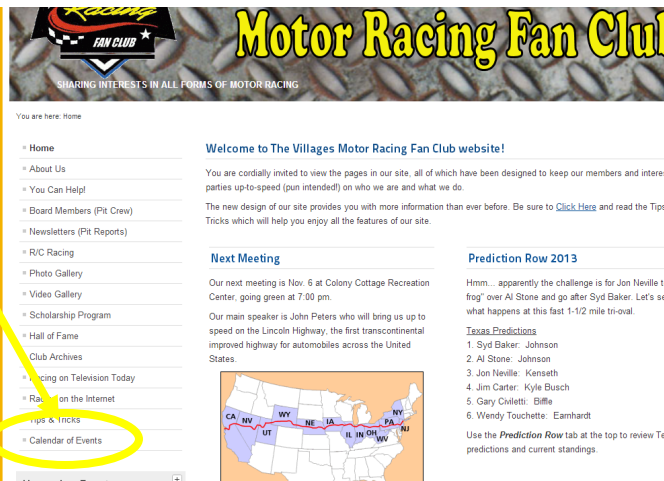 Racing
FAN CLUB
Motor Racing Fan Clu
SHARING INTERESTS IN ALL FORMS OF MOTOR RACING
You are here: Home
Home
About Us
You Can Help!
Board Members (Pit Crew)
Newsletters (Pit Reports)
R/C Racing
Photo Gallery
Video Gallery
Scholarship Program
Hall of Fame
Club Archives
Racing on Television Today
Racing on the Internet
Tips & Tricks
Calendar of Events
Welcome to The Villages Motor Racing Fan Club website!
You are cordially invited to view the pages in our site, all of which have been designed to keep our members and interes
parties up-to-speed (pun intended!) on who we are and what we do.
The new design of our site provides you with more information than ever before. Be sure to Click Here and read the Tips
Tricks which will help you enjoy all the features of our site.
Next Meeting
Our next meeting is Nov. 6 at Colony Cottage Recreation
Center, going green at 7:00 pm.
Our main speaker is John Peters who will bring us up to
speed on the Lincoln Highway, the first transcontinental
improved highway for automobiles across the United
States.
CA NV UT WY NE IA IL IN OH WV PA NY NJ
Prediction Row 2013
Hmm... apparently the challenge is for Jon Neville t
frog" over Al Stone and go after Syd Baker. Let's se
what happens at this fast 1-1/2 mile tri-oval.
Texas Predictions
1. Syd Baker: Johnson
2. Al Stone: Johnson
3. Jon Neville: Kenseth
4. Jim Carter: Kyle Busch
5. Gary Civiletti: Biffle
6. Wendy Touchette: Earnhardt
Use the Prediction Row tab at the top to review Te
predictions and current standings.